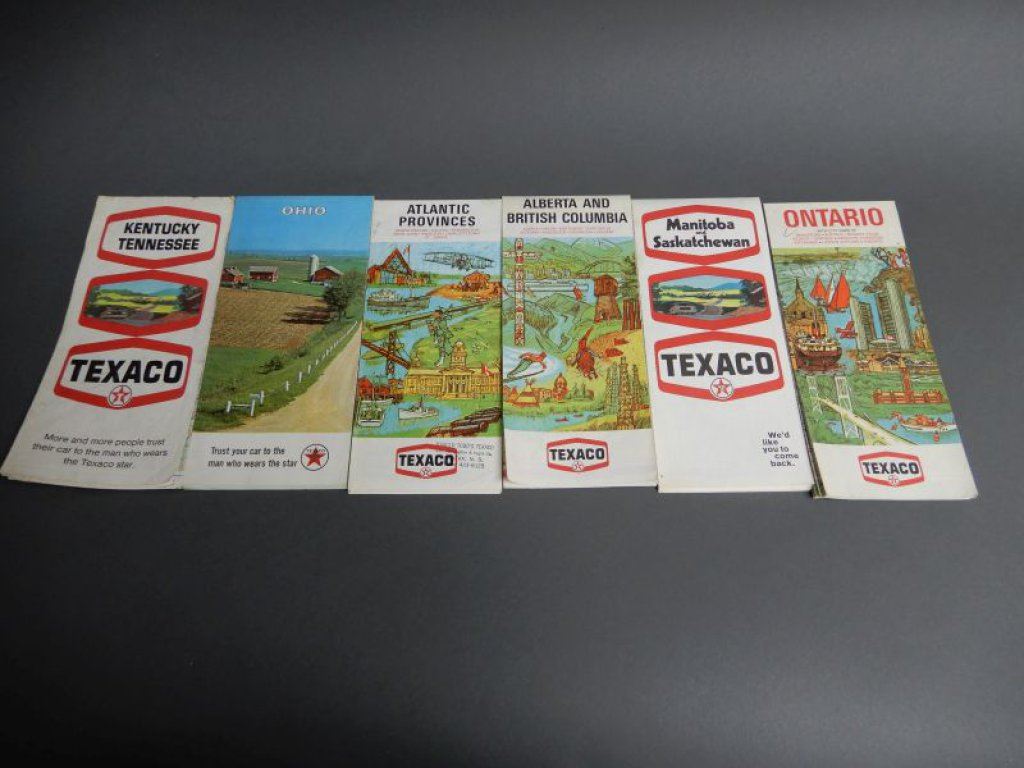 KENTUCKY
TENNESSEE
TEXACO
More and more people trust
their car to the man who wears
the Texaco star.
OHIO
Trust your car to the
man who wears the star
TEXACO
ATLANTIC
PROVINCES
TEXACO
ALBERTA AND
BRITISH COLUMBIA
TEXACO
Manitoba
and
Saskatchewan
TEXACO
We'd
like
you to
come
back.
ONTARIO
TEXACO